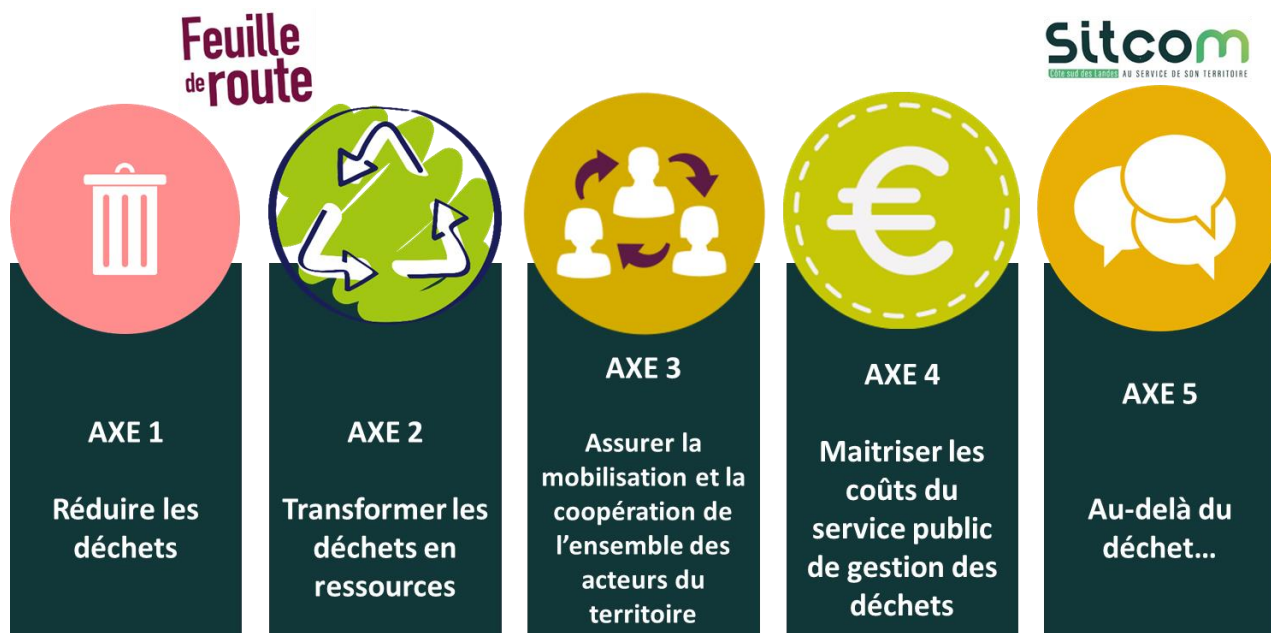 Feuille
de route
Sitcom
Côte sud des Landes AU SERVICE DE SON TERRITOIRE
AXE 1
Réduire les
déchets
AXE 2
Transformer les
déchets en
ressources
AXE 3
Assurer la
mobilisation et la
coopération de
l’ensemble des
acteurs du
territoire
AXE 4
Maitriser les
coûts du
service public
de gestion des
déchets
AXE 5
Au-delà du
déchet…